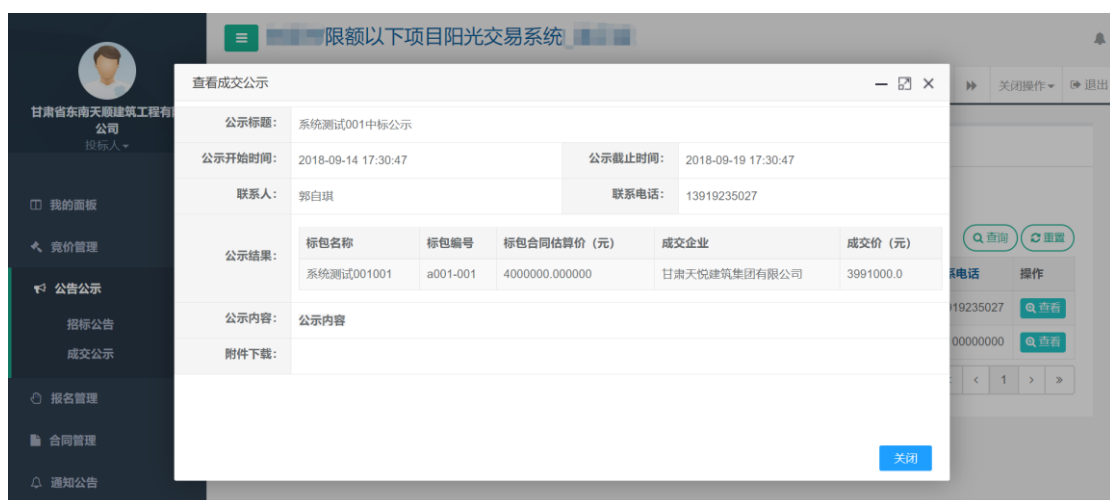 限额以下项目阳光交易系统
甘肃省东南天顺建筑工程有
公司
投标人
我的面板
竞价管理
公告公示
招标公告
成交公示
报名管理
合同管理
通知公告
关闭操作 退出
查看成交公示
公示标题： 系统测试001中标公示
公示开始时间： 2018-09-14 17:30:47 公示截止时间： 2018-09-19 17:30:47
联系人： 郭自琪 联系电话： 13919235027
公示结果：
标包名称 标包编号 标包合同估算价（元） 成交企业 成交价（元）
系统测试001001 a001-001 4000000.000000 甘肃天悦建筑集团有限公司 3991000.0
公示内容： 公示内容
附件下载：
关闭
查询 重置
电话 操作
19235027 查看
00000000 查看
‹ 1 › »